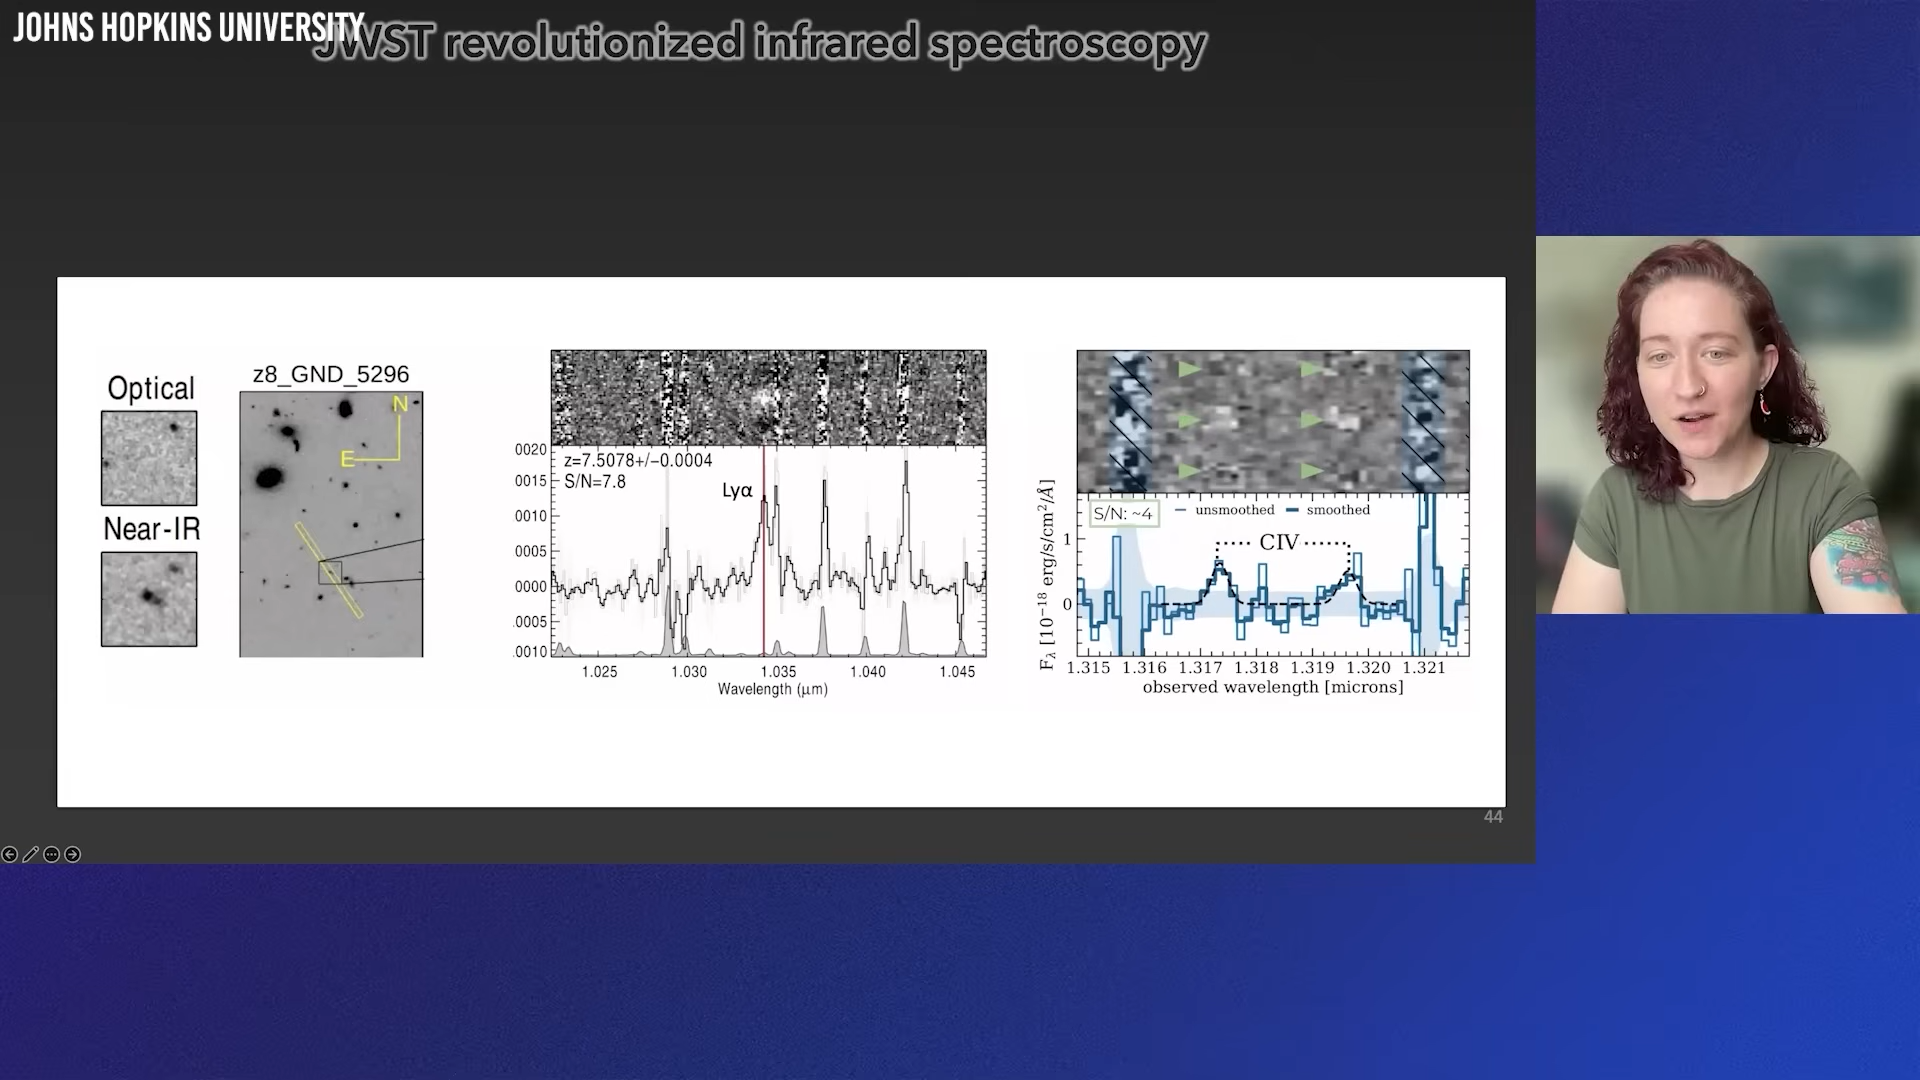 JOHNS HOPKINS UNIVERSITY
JWST revolutionized infrared spectroscopy
Optical
Near-IR
z8_GND_5296
N
E
z=7.5078+/−0.0004
S/N=7.8
Lyα
0020
0015
0010
0005
0000
.0005
.0010
1.025 1.030 1.035 1.040 1.045
Wavelength (μm)
S/N: ~4
unsmoothed smoothed
CIV
1
0
Fλ [10−18 erg/s/cm2/Å]
1.315 1.316 1.317 1.318 1.319 1.320 1.321
observed wavelength [microns]
44